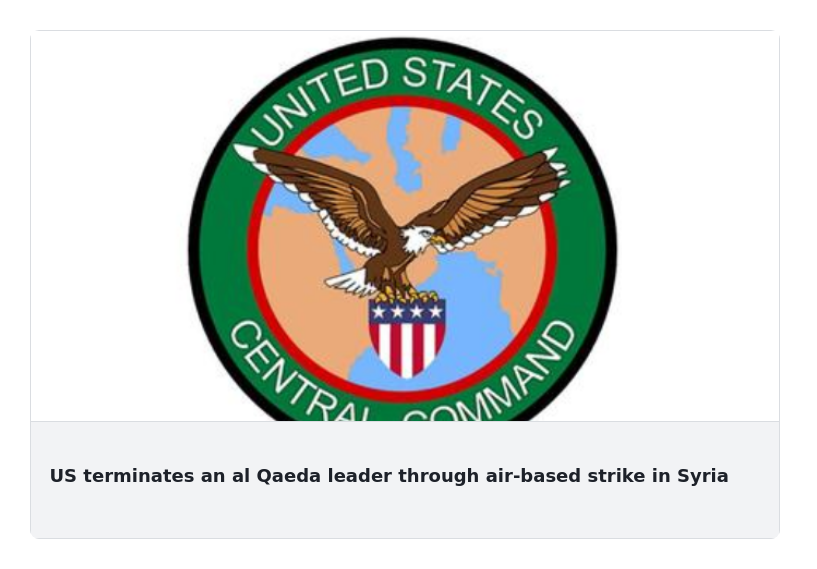 UNITED STATES
CENTRAL COMMAND
US terminates an al Qaeda leader through air-based strike in Syria